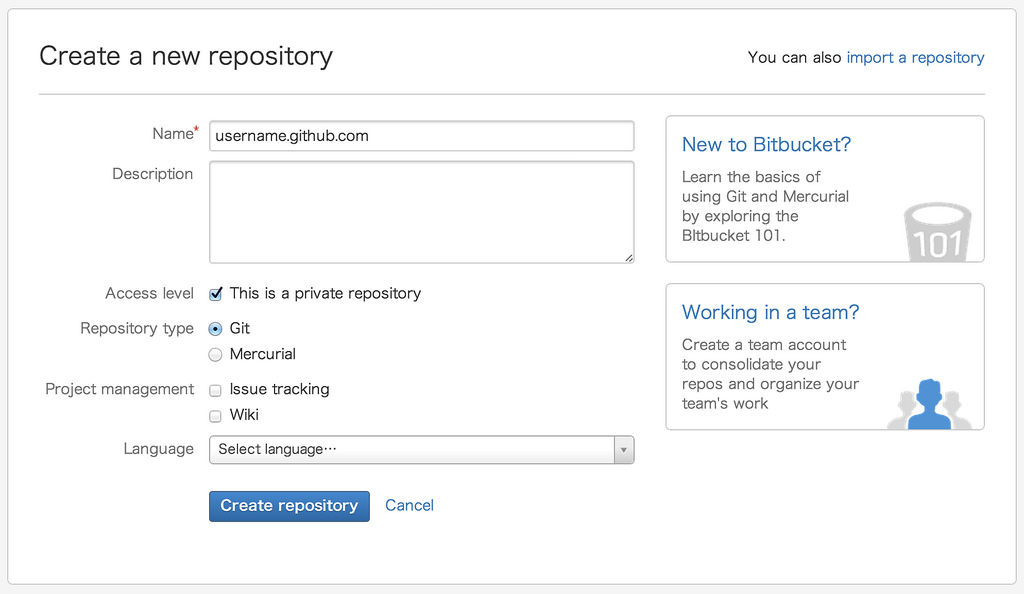 Create a new repository
You can also import a repository
Name*
username.github.com
Description
Access level
This is a private repository
Repository type
Git
Mercurial
Project management
Issue tracking
Wiki
Language
Select language…
Create repository
Cancel
New to Bitbucket?
Learn the basics of
using Git and Mercurial
by exploring the
BItbucket 101.
101
Working in a team?
Create a team account
to consolidate your
repos and organize your
team's work